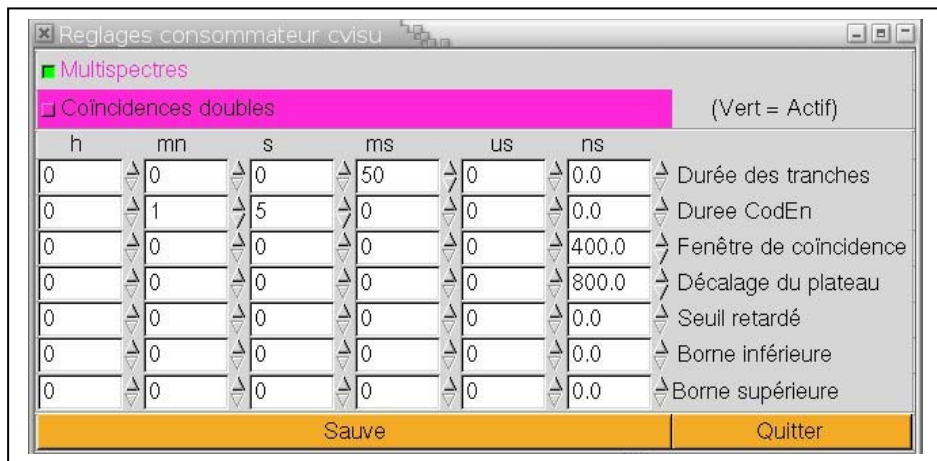 Reglages consommateur cvisu
Multispectres
Coïncidences doubles (Vert = Actif)
h mn s ms us ns
0 0 0 50 0 0.0 Durée des tranches
0 1 5 0 0 0.0 Duree CodEn
0 0 0 0 0 400.0 Fenêtre de coïncidence
0 0 0 0 0 800.0 Décalage du plateau
0 0 0 0 0 0.0 Seuil retardé
0 0 0 0 0 0.0 Borne inférieure
0 0 0 0 0 0.0 Borne supérieure
Sauve Quitter